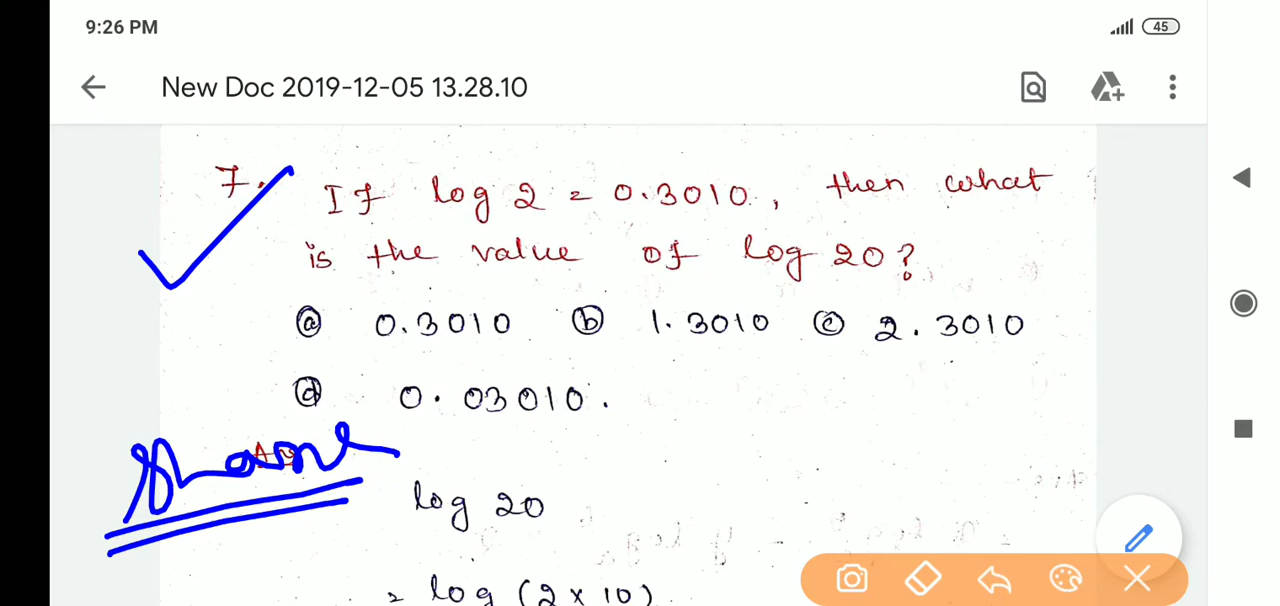 9:26 PM
45
New Doc 2019-12-05 13.28.10
7. If log 2 = 0.3010, then what
is the value of log 20?
(a) 0.3010 (b) 1.3010 (c) 2.3010
(d) 0.03010.
log 20
= log (2 × 10)